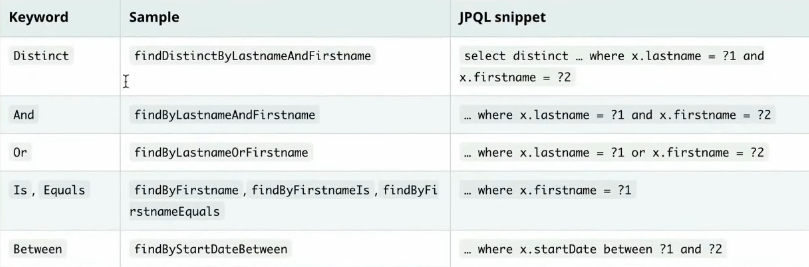 Keyword Sample JPQL snippet
Distinct findDistinctByLastnameAndFirstname select distinct … where x.lastname = ?1 and
x.firstname = ?2
And findByLastnameAndFirstname … where x.lastname = ?1 and x.firstname = ?2
Or findByLastnameOrFirstname … where x.lastname = ?1 or x.firstname = ?2
Is, Equals findByFirstname, findByFirstnameIs, findByFi … where x.firstname = ?1
rstnameEquals
Between findByStartDateBetween … where x.startDate between ?1 and ?2